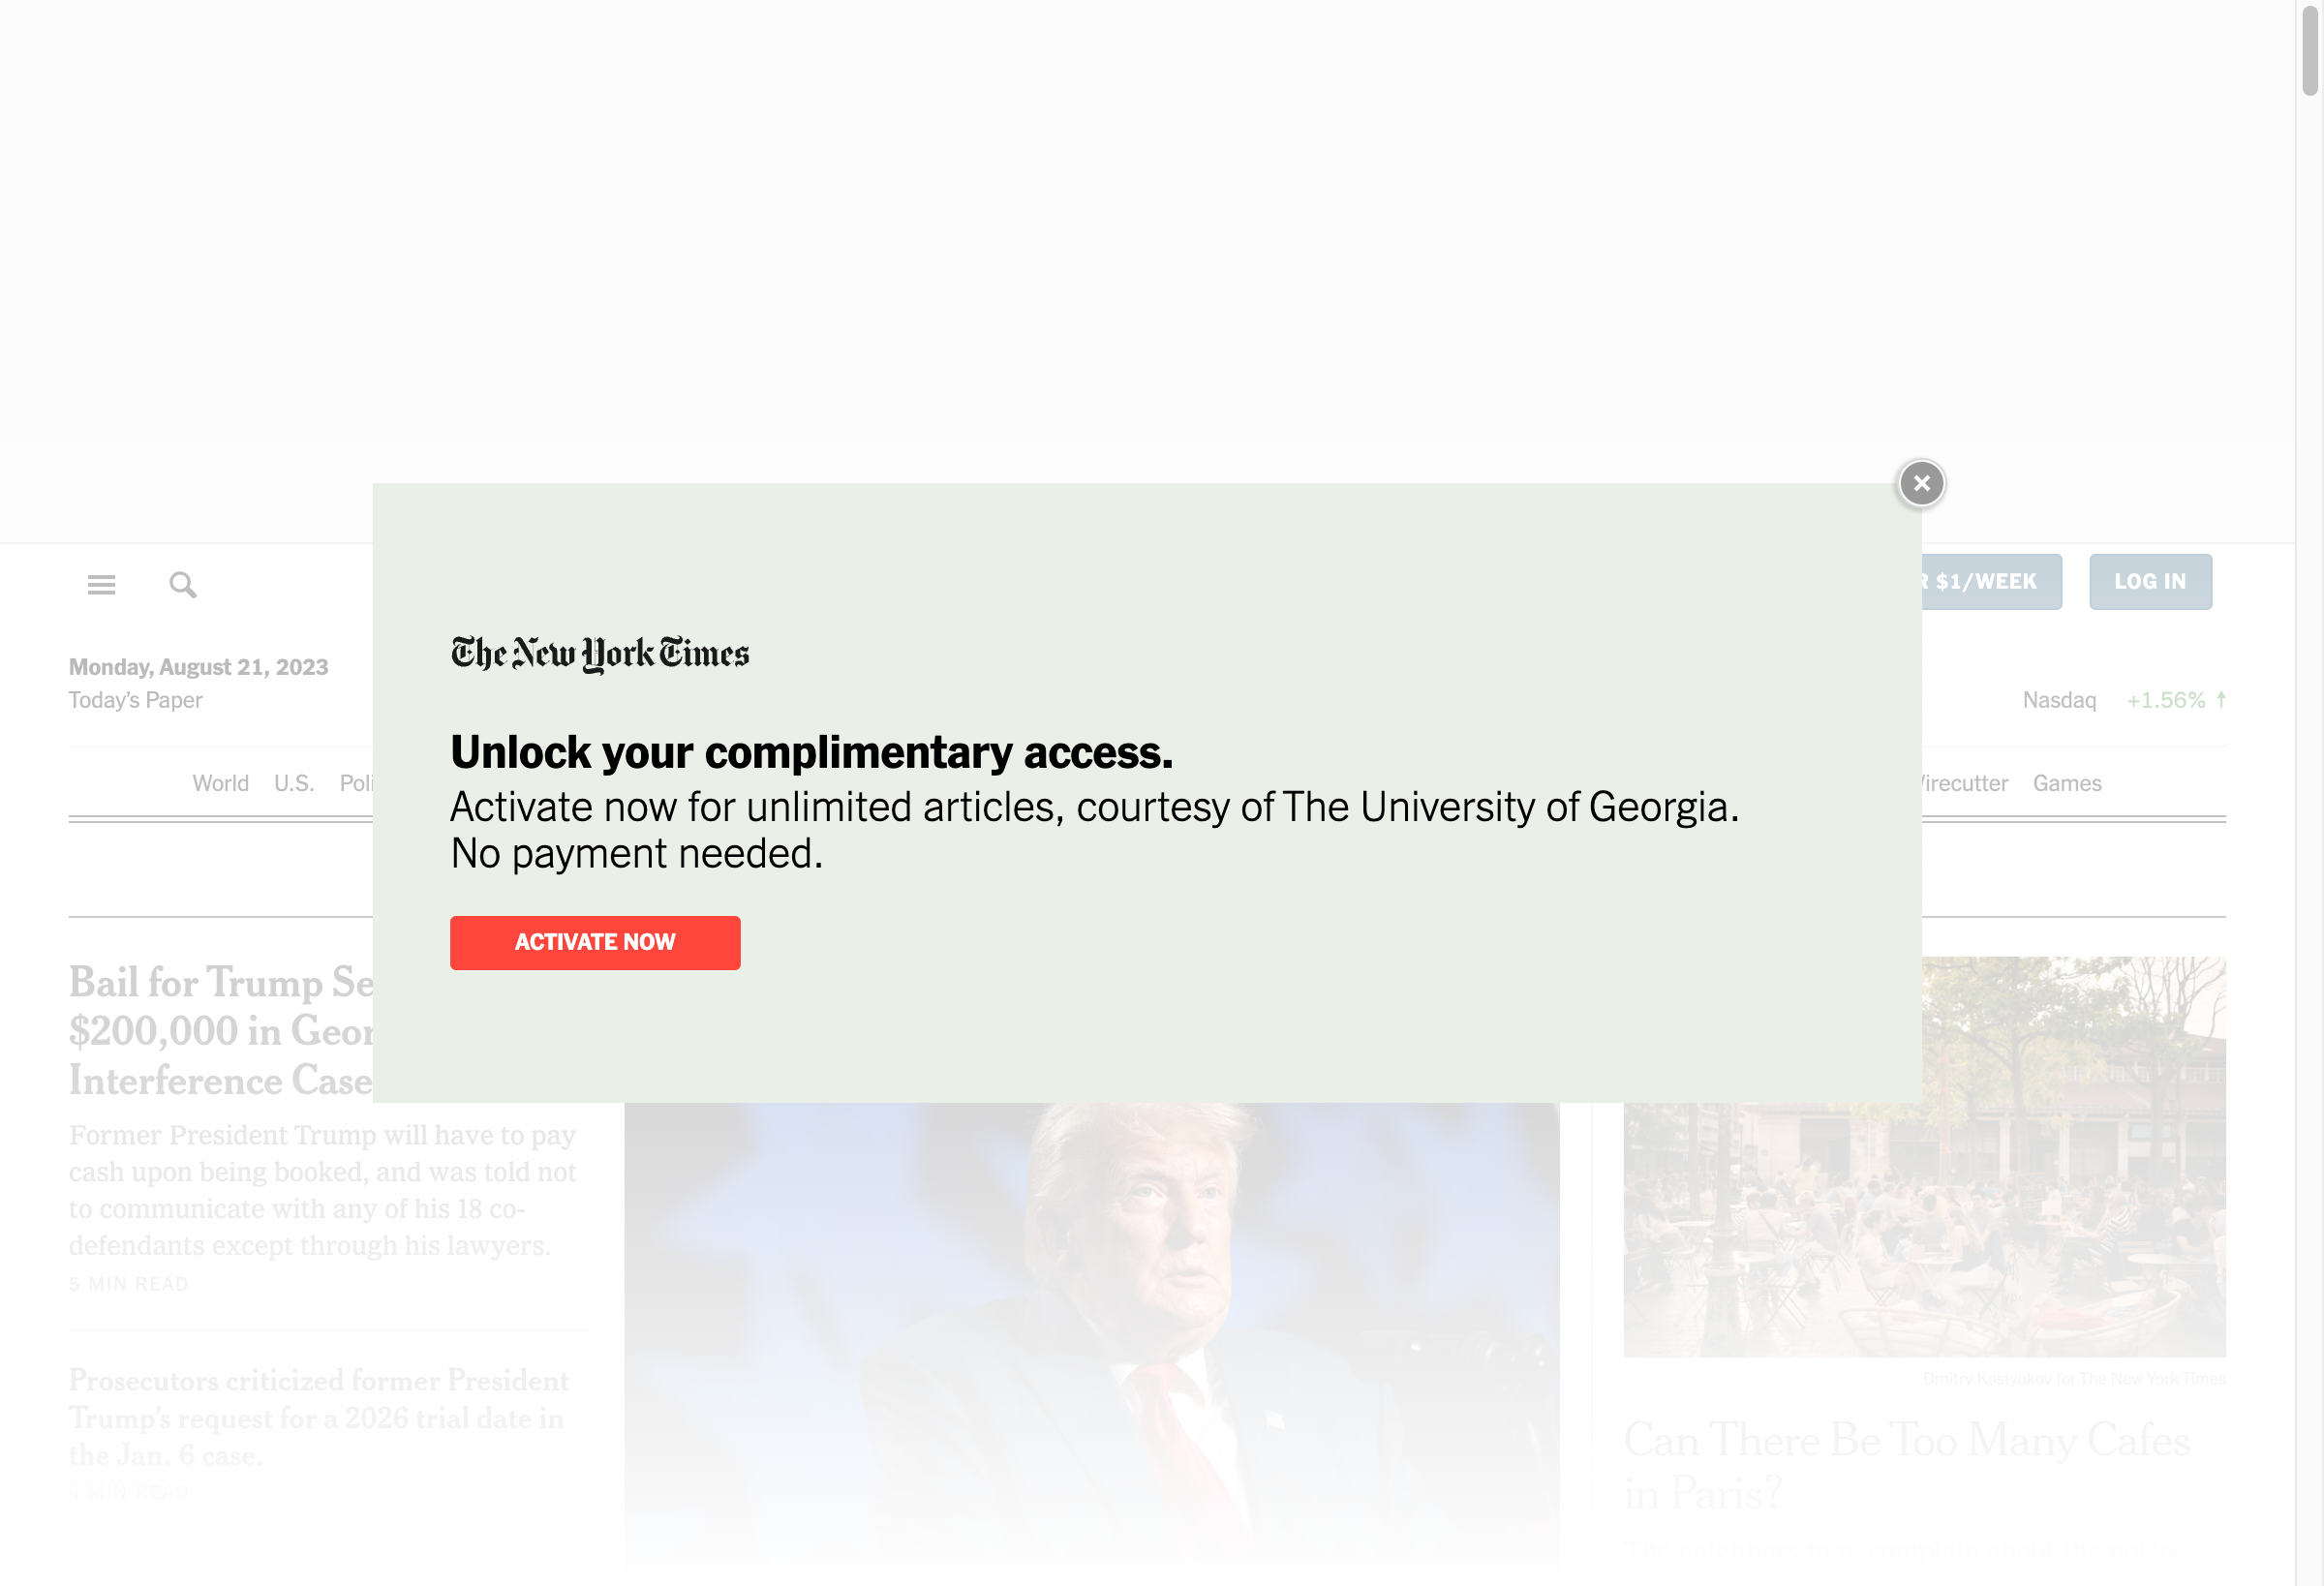 R $1/WEEK
LOG IN
The New York Times
Monday, August 21, 2023
Today's Paper
Nasdaq +1.56%
Unlock your complimentary access.
World U.S. Poli
Wirecutter Games
Activate now for unlimited articles, courtesy of The University of Georgia.
No payment needed.
ACTIVATE NOW
Bail for Trump Se
$200,000 in Geor
Interference Case
Former President Trump will have to pay
cash upon being booked, and was told not
to communicate with any of his 18 co-
defendants except through his lawyers.
5 MIN READ
Prosecutors criticized former President
Trump's request for a 2026 trial date in
the Jan. 6 case.
4 MIN READ
Dmitry Kostyukov for The New York Times
Can There Be Too Many Cafes
in Paris?